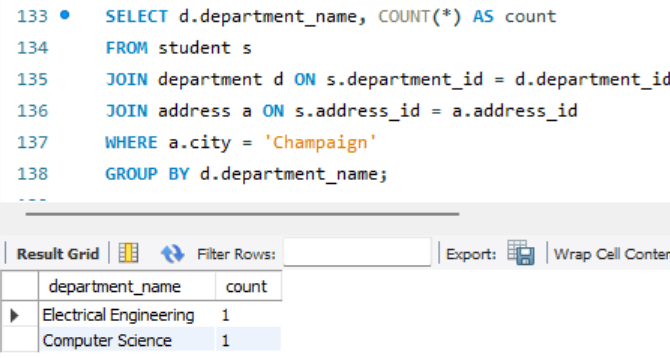 133 SELECT d.department_name, COUNT(*) AS count
134 FROM student s
135 JOIN department d ON s.department_id = d.department_id
136 JOIN address a ON s.address_id = a.address_id
137 WHERE a.city = 'Champaign'
138 GROUP BY d.department_name;
Result Grid Filter Rows: Export: Wrap Cell Conter
department_name count
Electrical Engineering 1
Computer Science 1